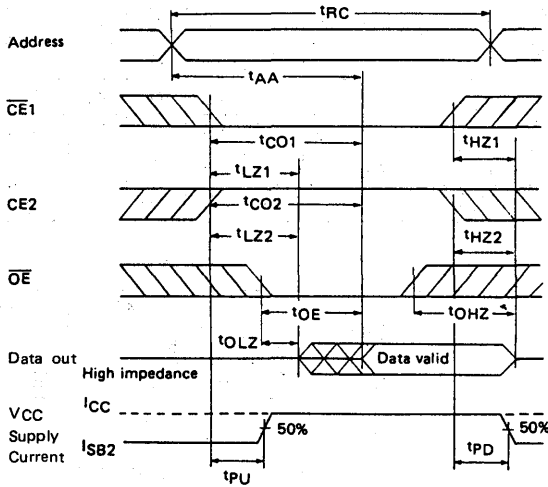 tRC
Address
tAA
CE1
tCO1
tHZ1
tLZ1
CE2
tCO2
tLZ2
tHZ2
OE
tOE
tOHZ
tOLZ
Data out
Data valid
High impedance
ICC
VCC
Supply
Current
50%
50%
ISB2
tPU
tPD